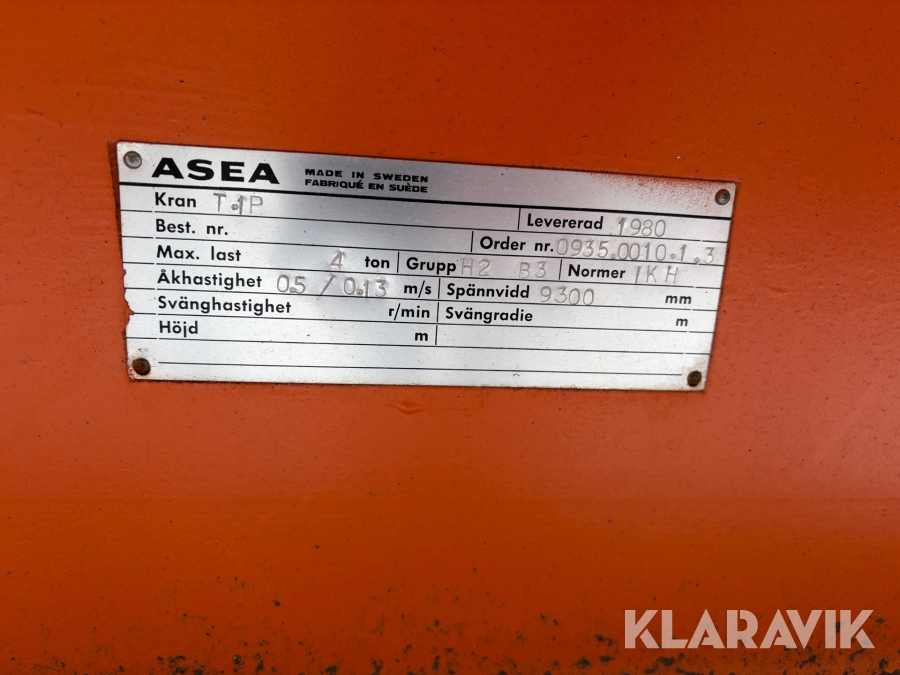 ASEA MADE IN SWEDEN
FABRIQUÉ EN SUÈDE
Kran T.1P Levererad 1980
Best. nr. Order nr. 0935.0010.1.3
Max. last 4 ton Grupp H2 B3 Normer IKH
Åkhastighet 0.5 / 0.13 m/s Spännvidd 9300 mm
Svänghastighet r/min Svängradie m
Höjd m
KLARAVIK